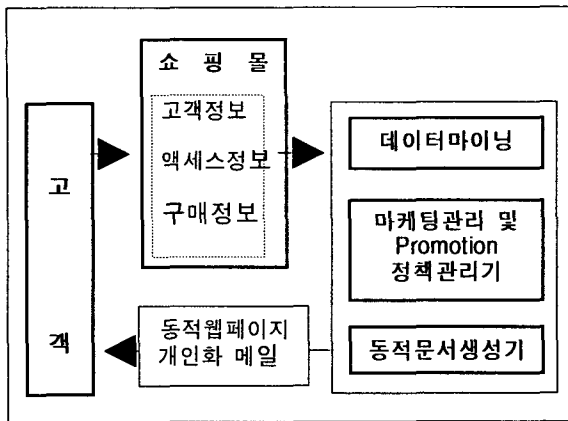 쇼 핑 몰
고객정보
액세스정보
구매정보
고
객
데이터마이닝
마케팅관리 및
Promotion
정책관리기
동적문서생성기
동적웹페이지
개인화 메일